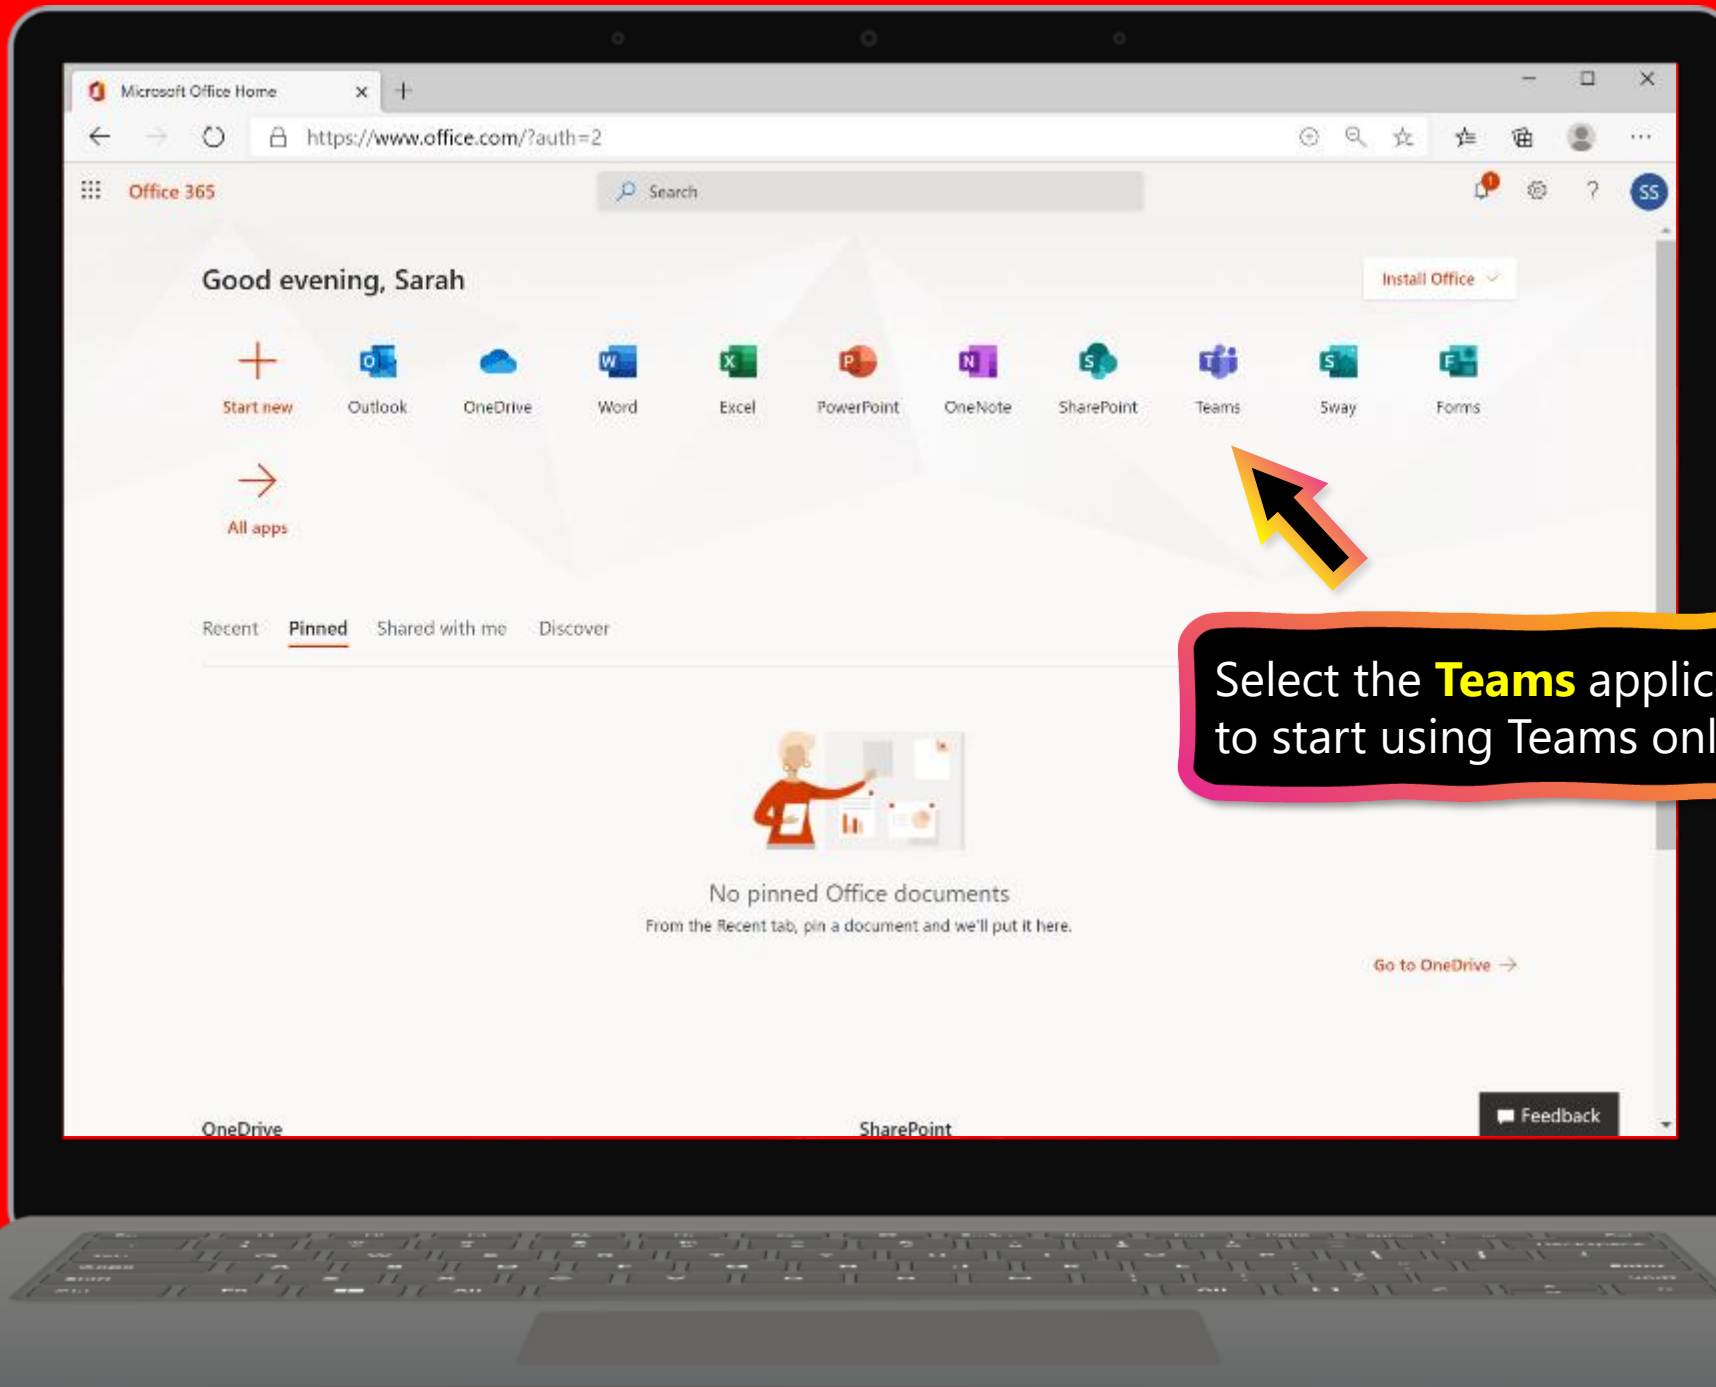 Microsoft Office Home
https://www.office.com/?auth=2
Office 365
Search
1
?
SS
Good evening, Sarah
Install Office
Start new
Outlook
OneDrive
Word
Excel
PowerPoint
OneNote
SharePoint
Teams
Sway
Forms
All apps
Recent Pinned Shared with me Discover
Select the Teams applic
to start using Teams onl
No pinned Office documents
From the Recent tab, pin a document and we'll put it here.
Go to OneDrive
Feedback
OneDrive
SharePoint